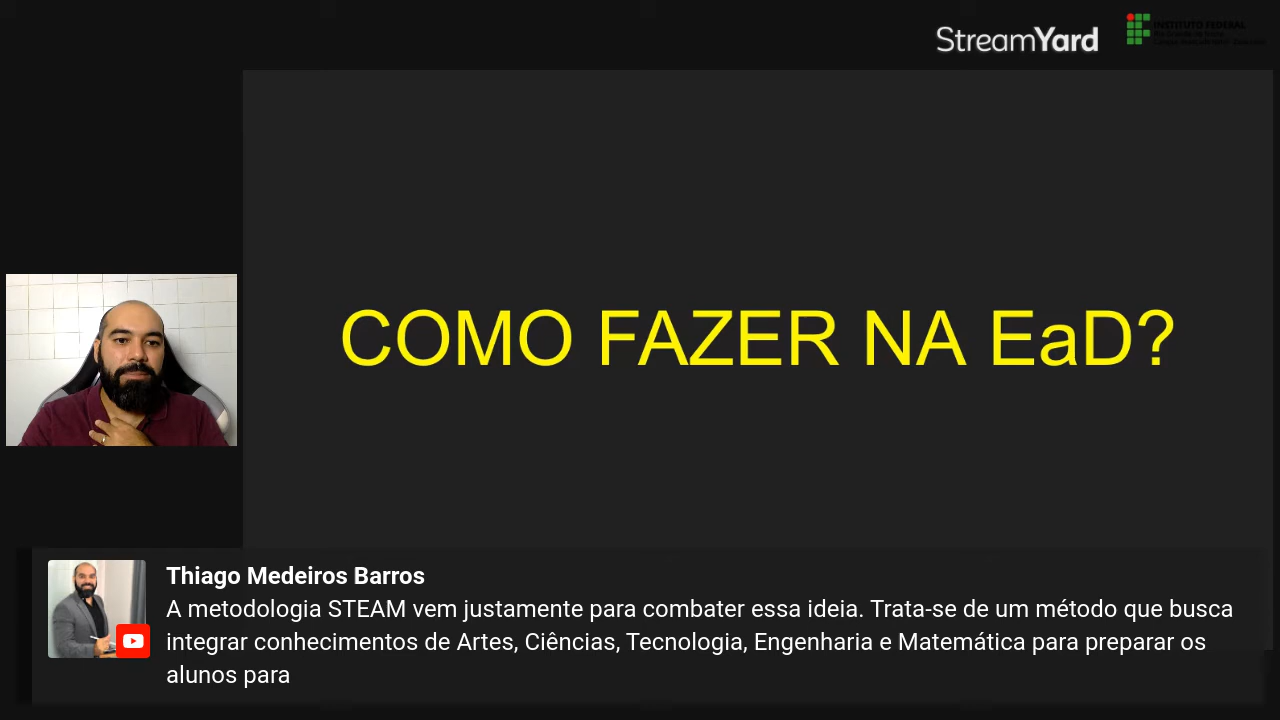 StreamYard
INSTITUTO FEDERAL
COMO FAZER NA EaD?
Thiago Medeiros Barros
A metodologia STEAM vem justamente para combater essa ideia. Trata-se de um método que busca
integrar conhecimentos de Artes, Ciências, Tecnologia, Engenharia e Matemática para preparar os
alunos para